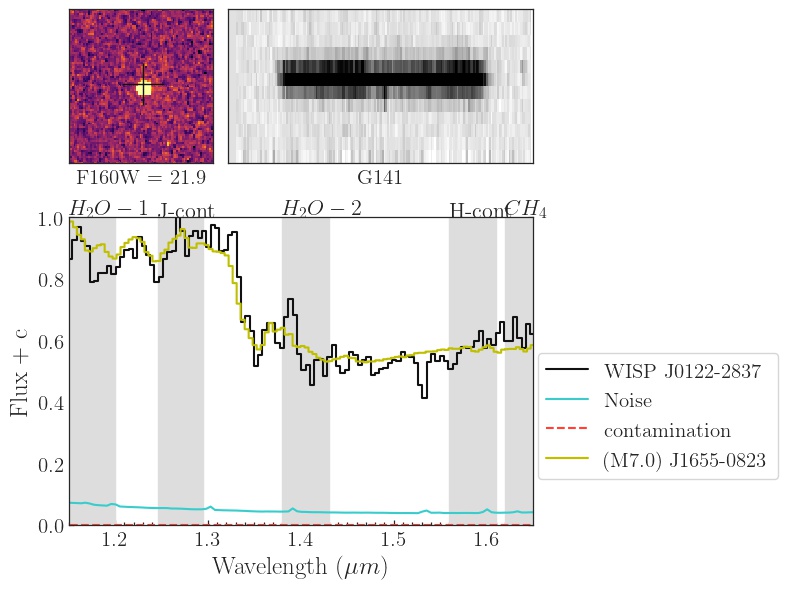 F160W = 21.9
G141
H₂O − 1
J-cont
H₂O − 2
H-cont
CH₄
1.0
0.8
0.6
0.4
0.2
0.0
Flux + c
1.2
1.3
1.4
1.5
1.6
Wavelength (μm)
WISP J0122-2837
Noise
contamination
(M7.0) J1655-0823